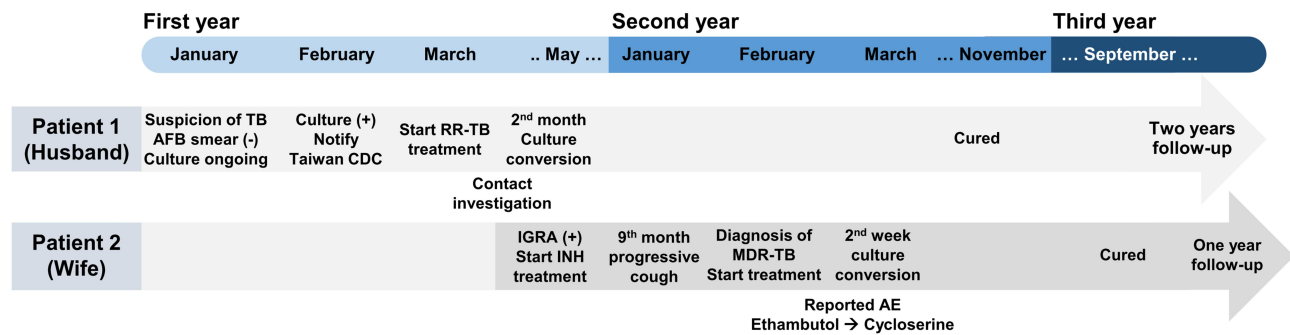 First year
Second year
Third year
January
February
March
.. May …
January
February
March
… November
… September …
Patient 1
(Husband)
Suspicion of TB
AFB smear (-)
Culture ongoing
Culture (+)
Notify
Taiwan CDC
Start RR-TB
treatment
2nd month
Culture
conversion
Cured
Two years
follow-up
Contact
investigation
Patient 2
(Wife)
IGRA (+)
Start INH
treatment
9th month
progressive
cough
Diagnosis of
MDR-TB
Start treatment
2nd week
culture
conversion
Cured
One year
follow-up
Reported AE
Ethambutol → Cycloserine